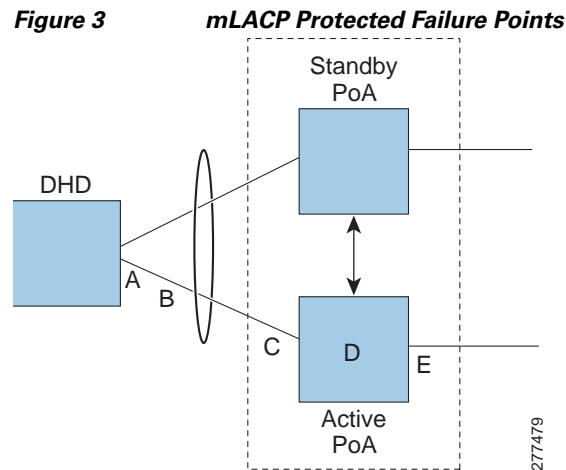 Figure 3 mLACP Protected Failure Points
Standby
PoA
DHD
A
B
C
D
E
Active
PoA
277479